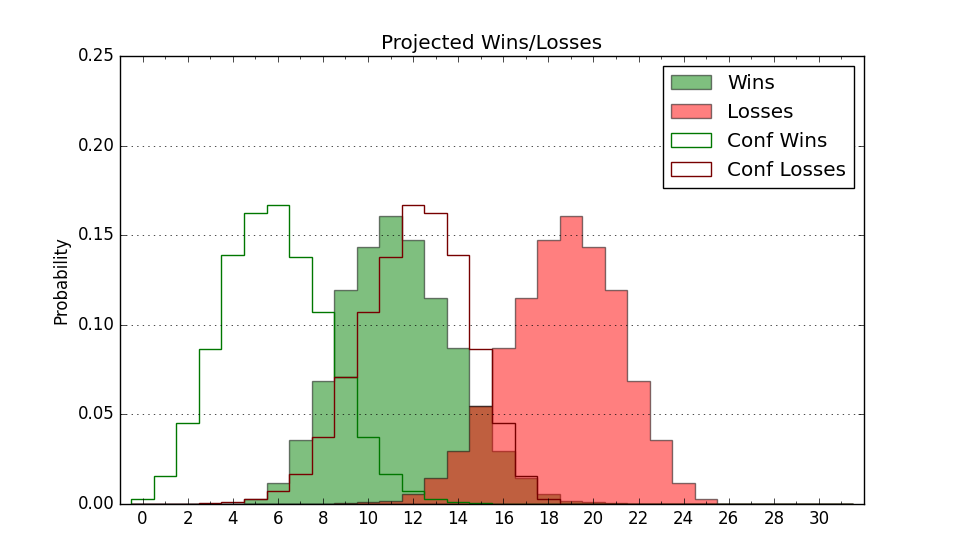 Projected Wins/Losses
0.25
0.20
0.15
0.10
0.05
0.00
Probability
Wins
Losses
Conf Wins
Conf Losses
0 2 4 6 8 10 12 14 16 18 20 22 24 26 28 30